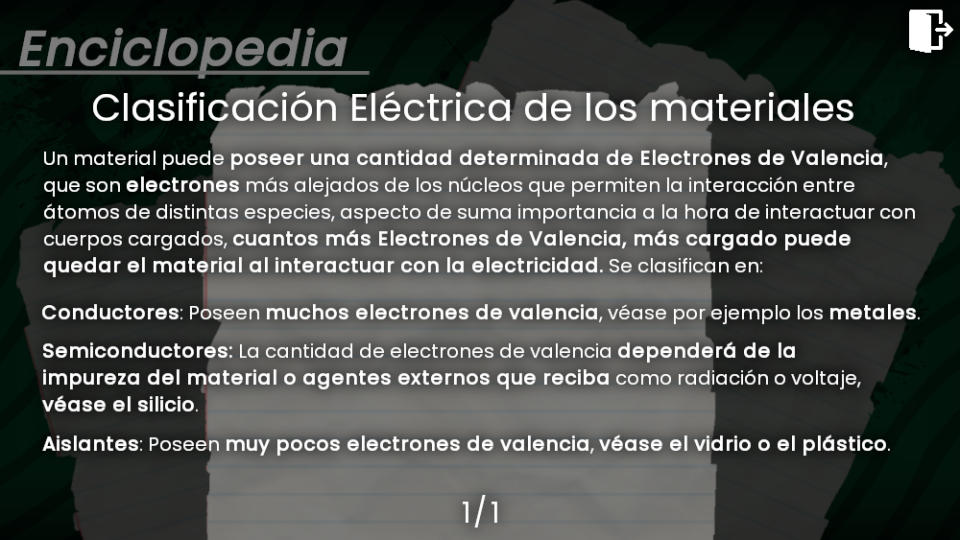 Enciclopedia
Clasificación Eléctrica de los materiales
Un material puede poseer una cantidad determinada de Electrones de Valencia,
que son electrones más alejados de los núcleos que permiten la interacción entre
átomos de distintas especies, aspecto de suma importancia a la hora de interactuar con
cuerpos cargados, cuantos más Electrones de Valencia, más cargado puede
quedar el material al interactuar con la electricidad. Se clasifican en:
Conductores: Poseen muchos electrones de valencia, véase por ejemplo los metales.
Semiconductores: La cantidad de electrones de valencia dependerá de la
impureza del material o agentes externos que reciba como radiación o voltaje,
véase el silicio.
Aislantes: Poseen muy pocos electrones de valencia, véase el vidrio o el plástico.
1/1